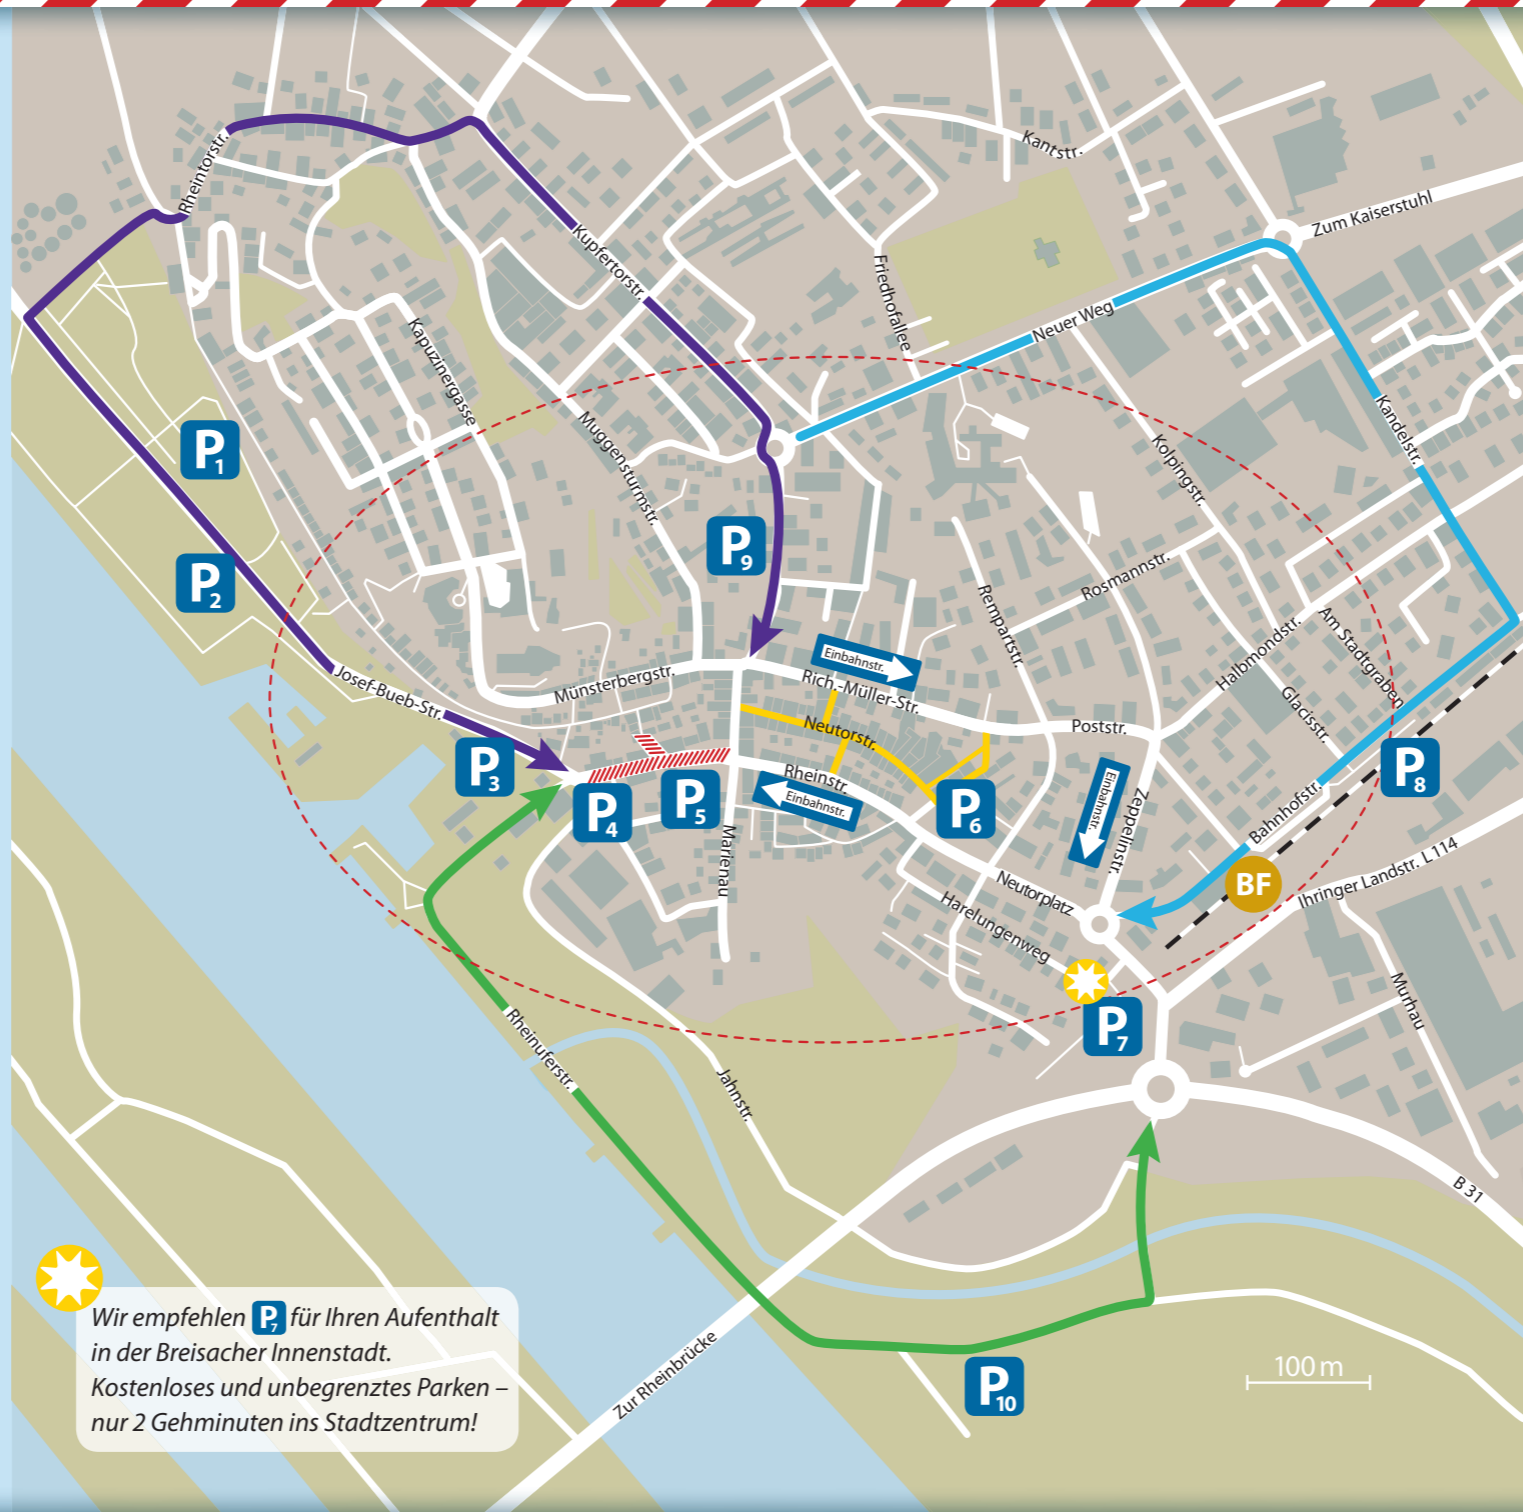 Rheintorstr.
Kantstr.
Zum Kaiserstuhl
Kupfertorstr.
Friedhofallee
Neuer Weg
Kapuzinergasse
Kandelstr.
Muggensturmstr.
Kolpingstr.
P1
P9
P2
Rosmannstr.
Rempartstr.
Halbmondstr.
Am Stadtgraben
Einbahnstr.
Josef-Bueb-Str.
Münsterbergstr.
Rich.-Müller-Str.
Glacisstr.
Neutorstr.
Poststr.
P3
Rheinstr.
P8
P4
P5
Einbahnstr.
P6
Einbahnstr.
Zeppelinstr.
Bahnhofstr.
Marienau
Neutorplatz
BF
Ihringer Landstr. L 114
Harelungenweg
P7
Murhau
Rheinuferstr.
Jahnstr.
B 31
Zur Rheinbrücke
P10
100 m
Wir empfehlen P7 für Ihren Aufenthalt
in der Breisacher Innenstadt.
Kostenloses und unbegrenztes Parken –
nur 2 Gehminuten ins Stadtzentrum!